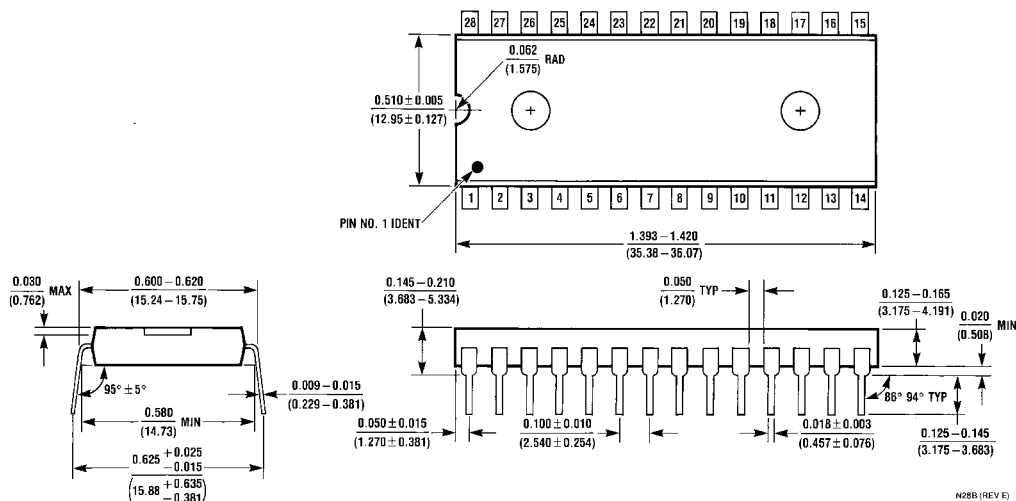 28 27 26 25 24 23 22 21 20 19 18 17 16 15
0.062
(1.575)
RAD
0.510 ± 0.005
(12.95 ± 0.127)
1 2 3 4 5 6 7 8 9 10 11 12 13 14
PIN NO. 1 IDENT
1.393 – 1.420
(35.38 – 36.07)
0.030
(0.762)
MAX
0.600 – 0.620
(15.24 – 15.75)
95° ± 5°
0.580
(14.73)
MIN
0.009 – 0.015
(0.229 – 0.381)
0.625 +0.025
-0.015
(15.88 +0.635
-0.381)
0.145 – 0.210
(3.683 – 5.334)
0.050
(1.270)
TYP
0.125 – 0.165
(3.175 – 4.191)
0.020
(0.508)
MIN
86° 94° TYP
0.050 ± 0.015
(1.270 ± 0.381)
0.100 ± 0.010
(2.540 ± 0.254)
0.018 ± 0.003
(0.457 ± 0.076)
0.125 – 0.145
(3.175 – 3.683)
N28B (REV E)